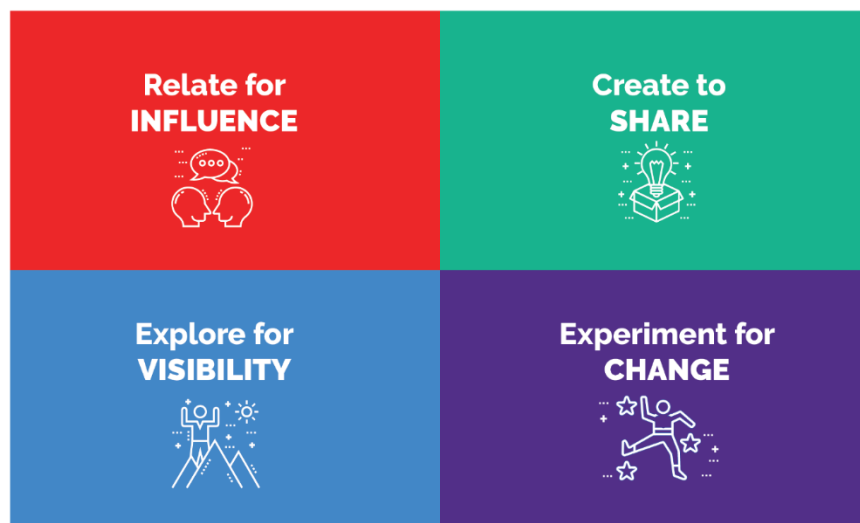 Relate for
INFLUENCE
Create to
SHARE
Explore for
VISIBILITY
Experiment for
CHANGE